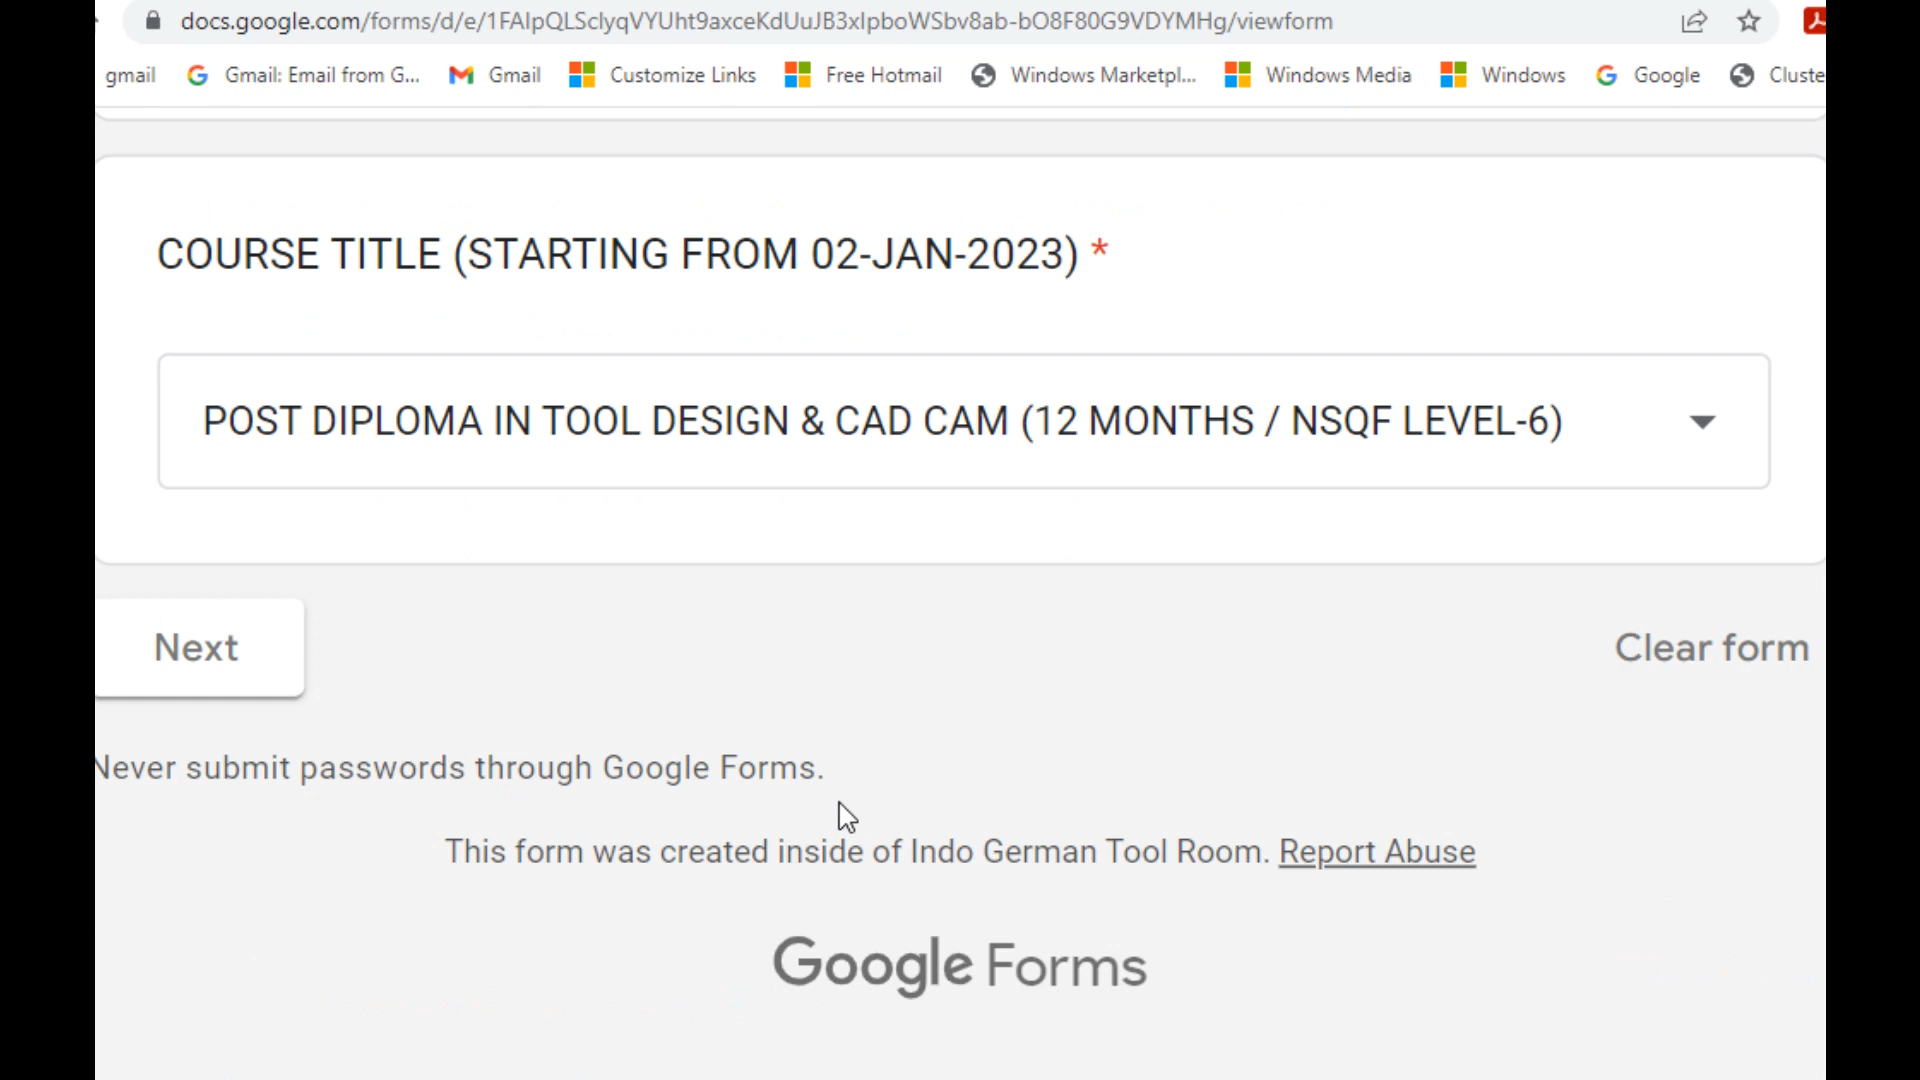 docs.google.com/forms/d/e/1FAIpQLSclyqVYUht9axceKdUuJB3xIpboWSbv8ab-bO8F80G9VDYMHg/viewform
gmail Gmail: Email from G... Gmail Customize Links Free Hotmail Windows Marketpl... Windows Media Windows Google Cluste
COURSE TITLE (STARTING FROM 02-JAN-2023) *
POST DIPLOMA IN TOOL DESIGN & CAD CAM (12 MONTHS / NSQF LEVEL-6)
Next Clear form
Never submit passwords through Google Forms.
This form was created inside of Indo German Tool Room. Report Abuse
Google Forms